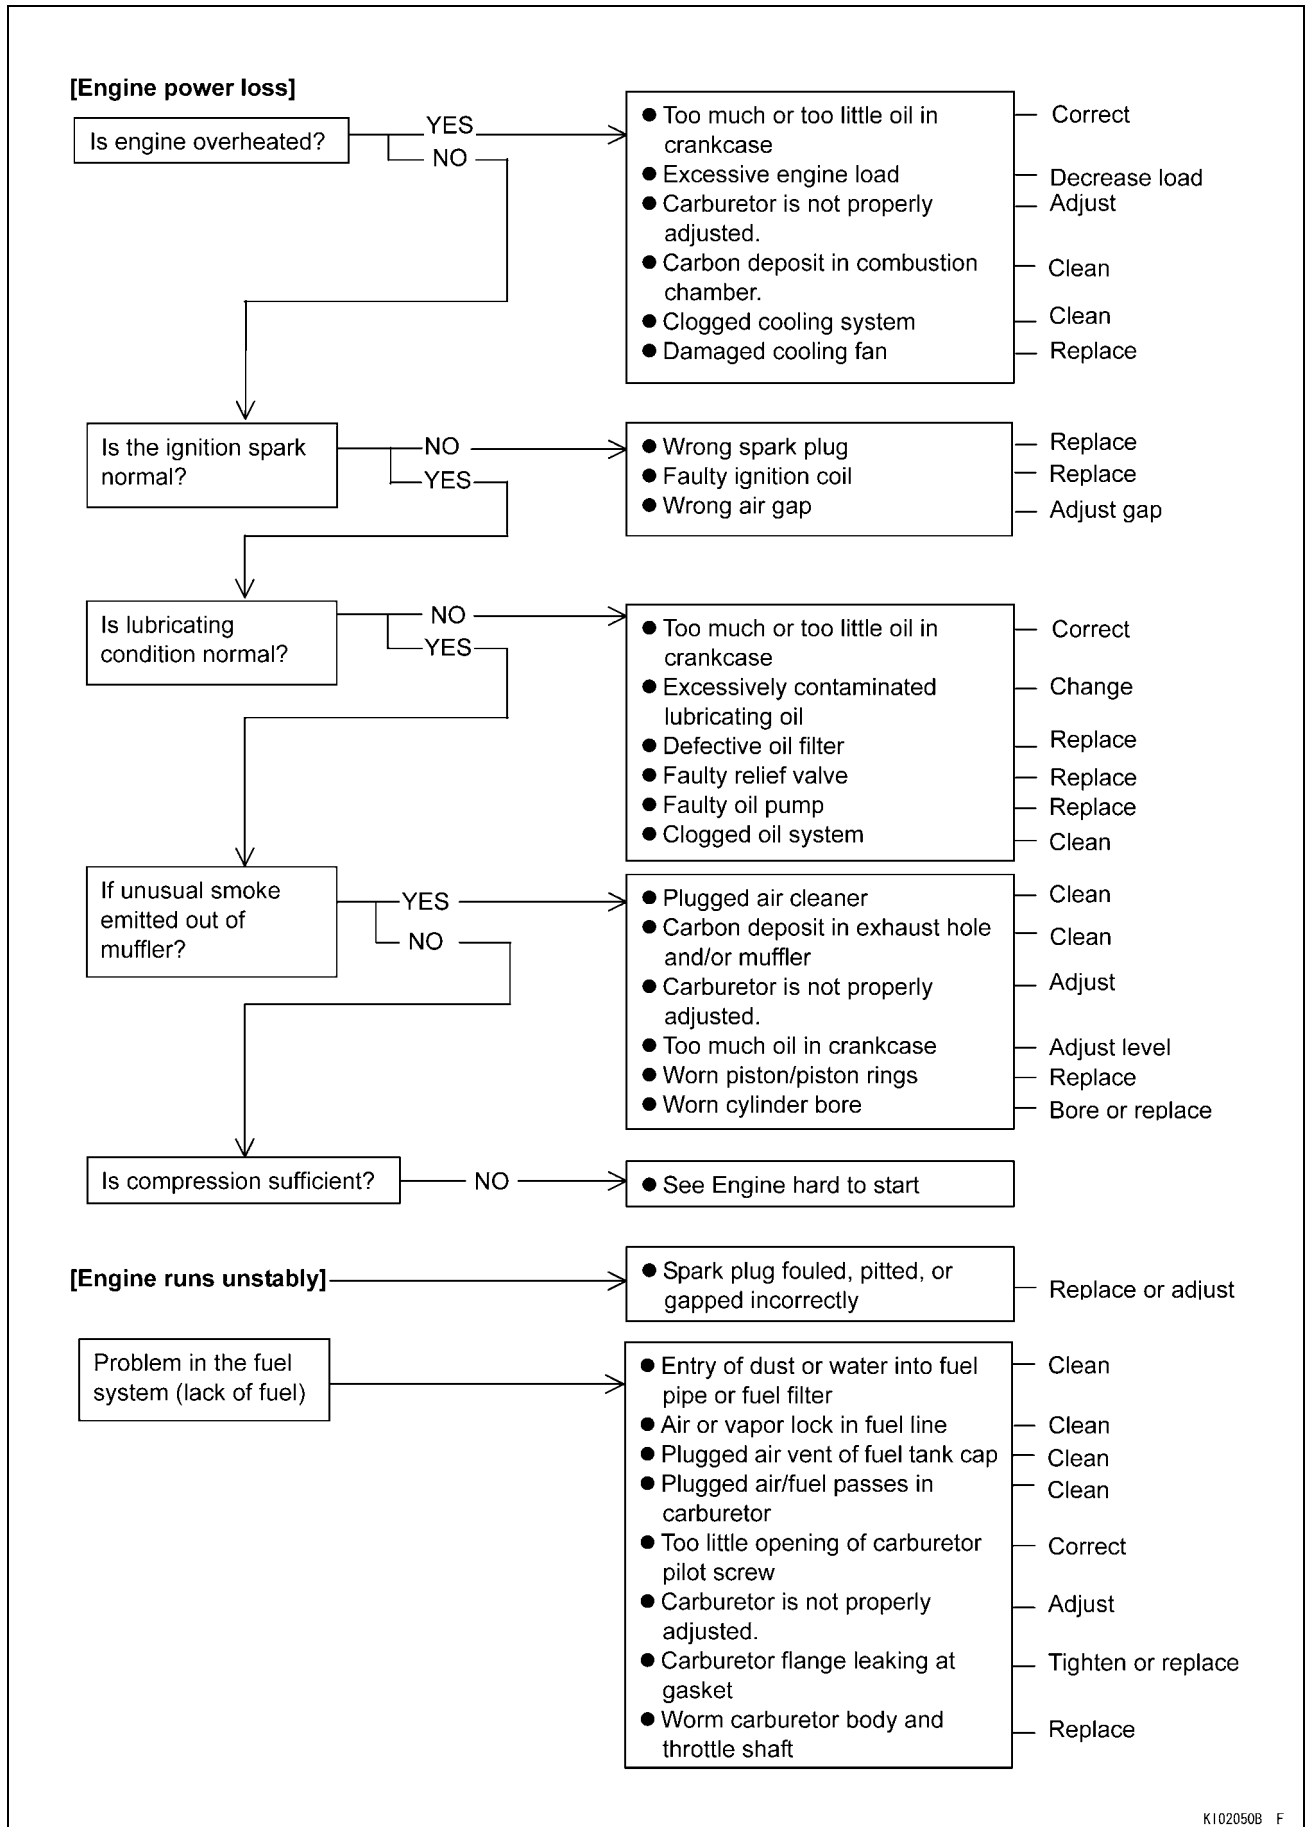 [Engine power loss]
Is engine overheated?
YES
NO
● Too much or too little oil in
crankcase
● Excessive engine load
● Carburetor is not properly
adjusted.
● Carbon deposit in combustion
chamber.
● Clogged cooling system
● Damaged cooling fan
Correct
Decrease load
Adjust
Clean
Clean
Replace
Is the ignition spark
normal?
NO
YES
● Wrong spark plug
● Faulty ignition coil
● Wrong air gap
Replace
Replace
Adjust gap
Is lubricating
condition normal?
NO
YES
● Too much or too little oil in
crankcase
● Excessively contaminated
lubricating oil
● Defective oil filter
● Faulty relief valve
● Faulty oil pump
● Clogged oil system
Correct
Change
Replace
Replace
Replace
Clean
If unusual smoke
emitted out of
muffler?
YES
NO
● Plugged air cleaner
● Carbon deposit in exhaust hole
and/or muffler
● Carburetor is not properly
adjusted.
● Too much oil in crankcase
● Worn piston/piston rings
● Worn cylinder bore
Clean
Clean
Adjust
Adjust level
Replace
Bore or replace
Is compression sufficient?
NO
● See Engine hard to start
[Engine runs unstably]
● Spark plug fouled, pitted, or
gapped incorrectly
Replace or adjust
Problem in the fuel
system (lack of fuel)
● Entry of dust or water into fuel
pipe or fuel filter
● Air or vapor lock in fuel line
● Plugged air vent of fuel tank cap
● Plugged air/fuel passes in
carburetor
● Too little opening of carburetor
pilot screw
● Carburetor is not properly
adjusted.
● Carburetor flange leaking at
gasket
● Worm carburetor body and
throttle shaft
Clean
Clean
Clean
Clean
Correct
Adjust
Tighten or replace
Replace
KI02050B F